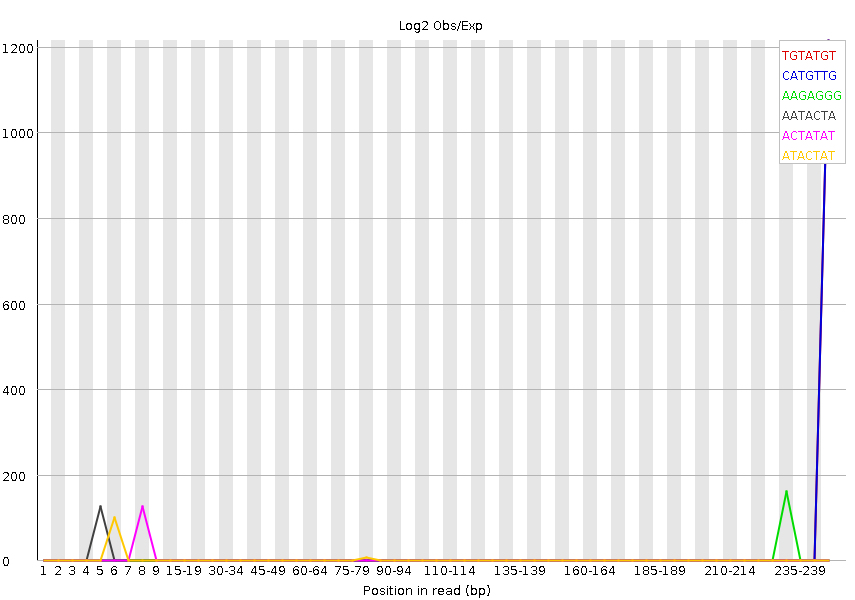 Log2 Obs/Exp
1200
1000
800
600
400
200
0
TGTATGT
CATGTTG
AAGAGGG
AATACTA
ACTATAT
ATACTAT
1 2 3 4 5 6 7 8 9 15-19 30-34 45-49 60-64 75-79 90-94 110-114 135-139 160-164 185-189 210-214 235-239
Position in read (bp)